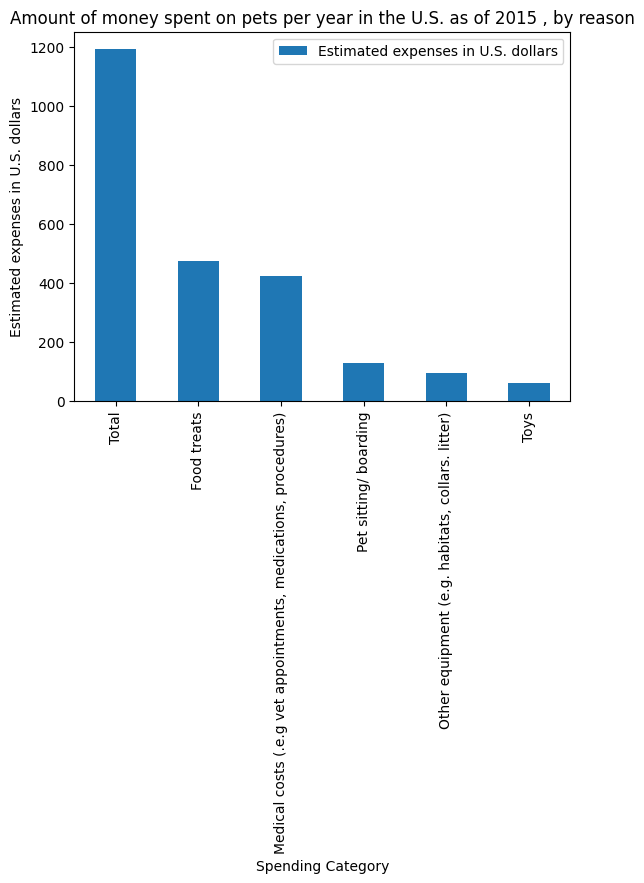 Amount of money spent on pets per year in the U.S. as of 2015 , by reason
Estimated expenses in U.S. dollars
Estimated expenses in U.S. dollars
1200
1000
800
600
400
200
0
Total
Food treats
Medical costs (.e.g vet appointments, medications, procedures)
Pet sitting/ boarding
Other equipment (e.g. habitats, collars. litter)
Toys
Spending Category